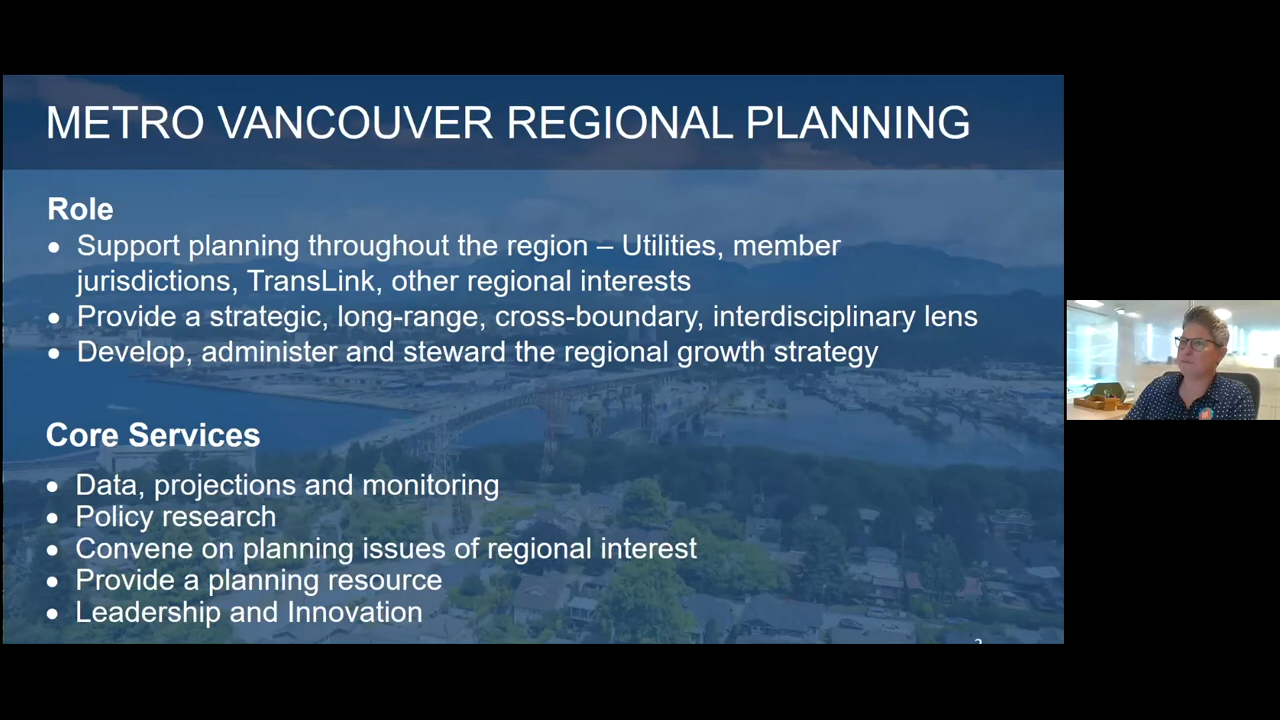 METRO VANCOUVER REGIONAL PLANNING
Role
• Support planning throughout the region – Utilities, member
jurisdictions, TransLink, other regional interests
• Provide a strategic, long-range, cross-boundary, interdisciplinary lens
• Develop, administer and steward the regional growth strategy
Core Services
• Data, projections and monitoring
• Policy research
• Convene on planning issues of regional interest
• Provide a planning resource
• Leadership and Innovation